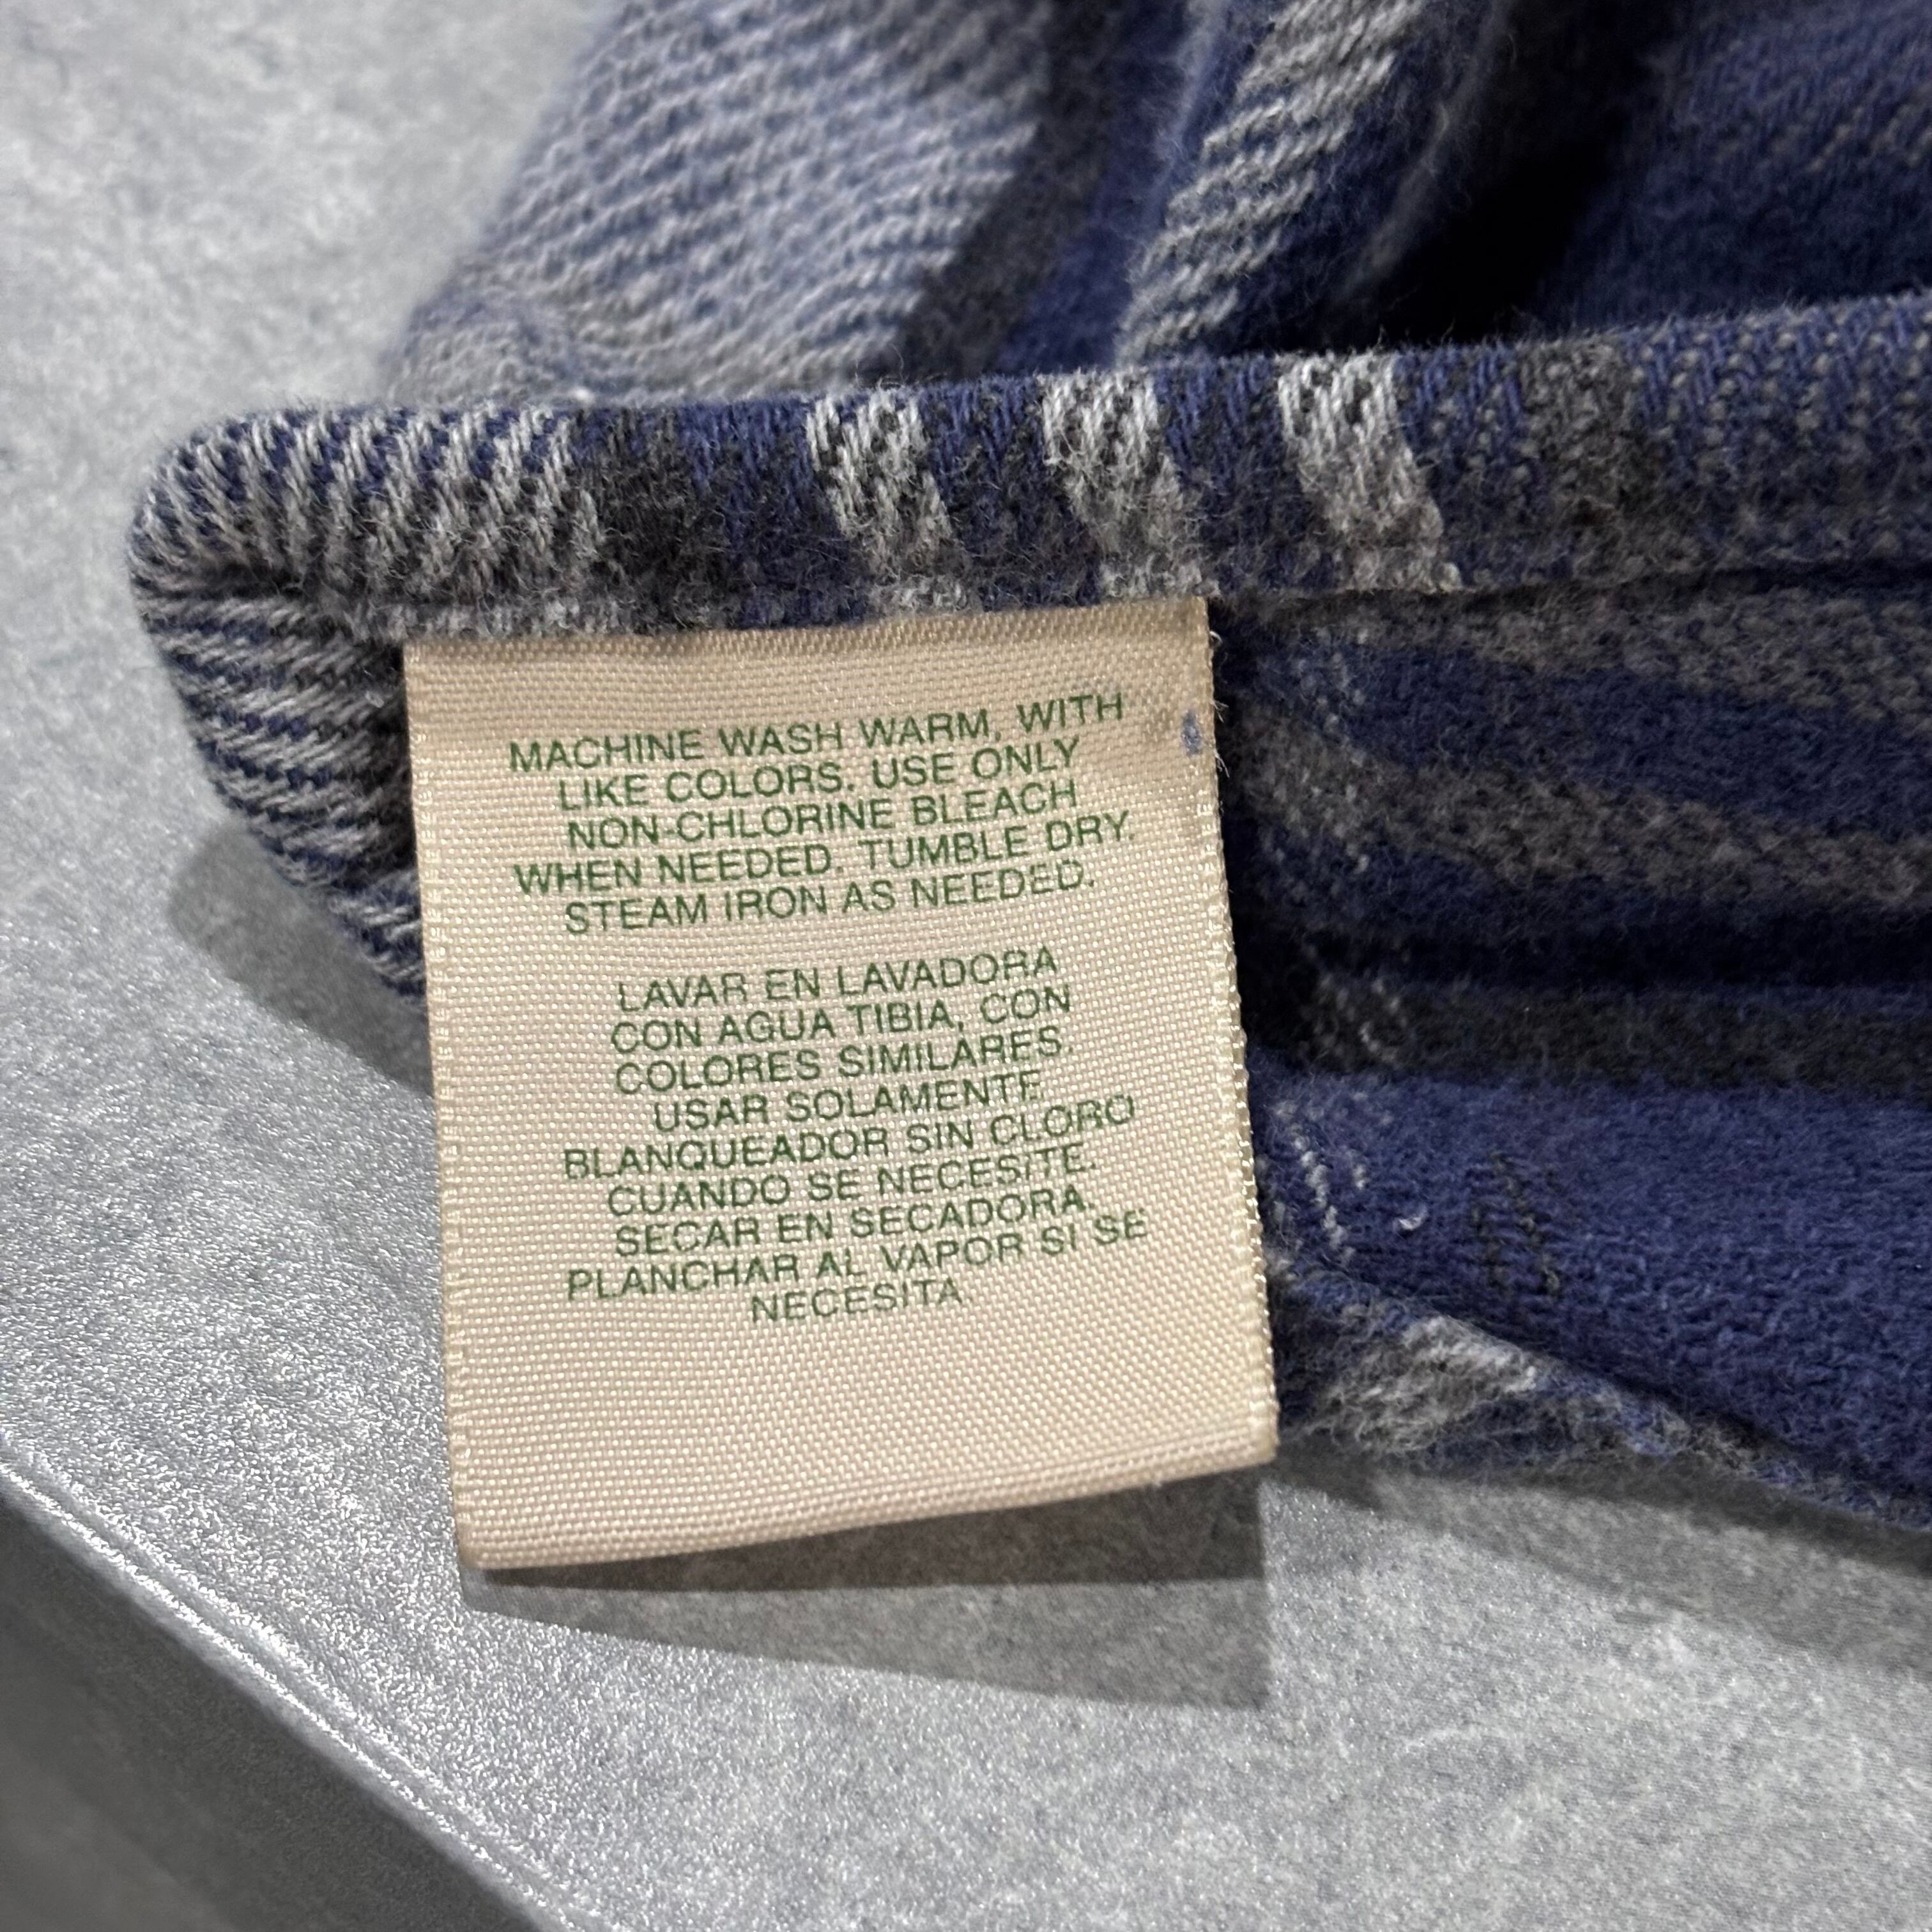 MACHINE WASH WARM, WITH
LIKE COLORS. USE ONLY
NON-CHLORINE BLEACH
WHEN NEEDED. TUMBLE DRY.
STEAM IRON AS NEEDED.
LAVAR EN LAVADORA
CON AGUA TIBIA, CON
COLORES SIMILARES.
USAR SOLAMENTE
BLANQUEADOR SIN CLORO
CUANDO SE NECESITE.
SECAR EN SECADORA.
PLANCHAR AL VAPOR SI SE
NECESITA.